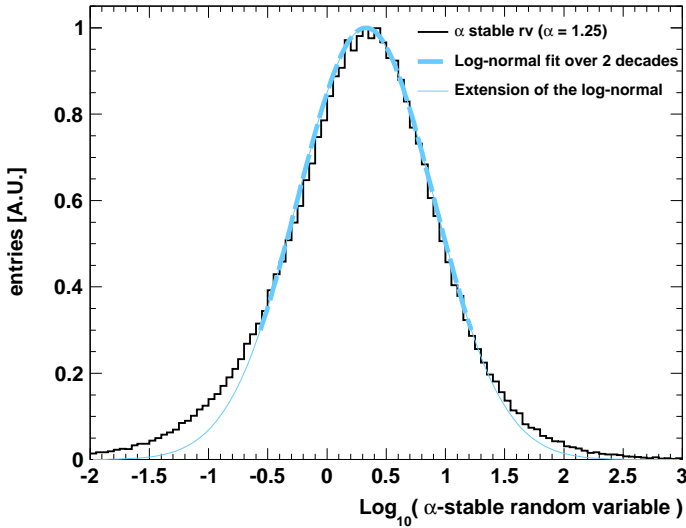 α stable rv (α = 1.25)
Log-normal fit over 2 decades
Extension of the log-normal
entries [A.U.]
1
0.8
0.6
0.4
0.2
0
-2 -1.5 -1 -0.5 0 0.5 1 1.5 2 2.5 3
Log10( α-stable random variable )